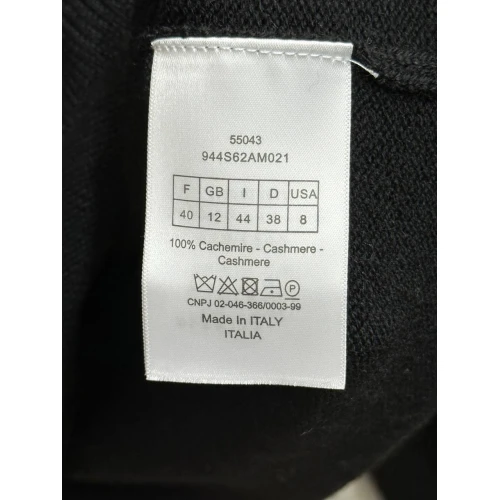 55043
944S62AM021
F GB I D USA
40 12 44 38 8
100% Cachemire - Cashmere -
Cashmere
P
CNPJ 02-046-366/0003-99
Made In ITALY
ITALIA